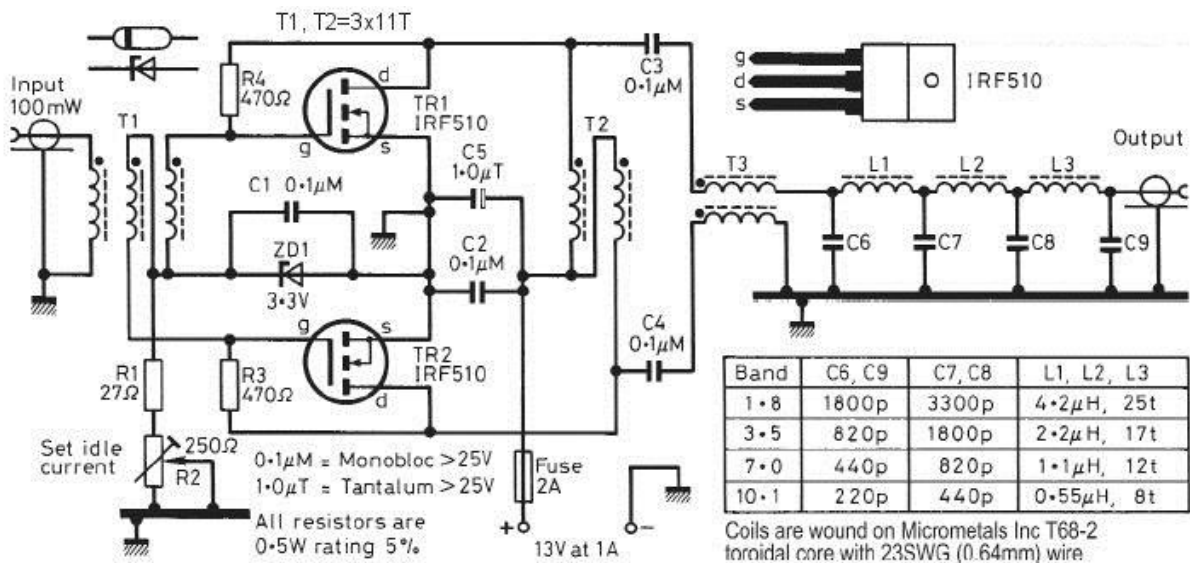 T1, T2=3x11T
Input
100mW
T1
R4
470Ω
d
TR1
IRF510
g
s
C5
1·0μT
C1 0·1μM
ZD1
3·3V
C2
0·1μM
T2
C3
0·1μM
g
d
s
IRF510
Output
T3
L1
L2
L3
C6
C7
C8
C9
g
s
TR2
IRF510
d
C4
0·1μM
R1
27Ω
R3
470Ω
Set idle
current
250Ω
R2
0·1μM = Monobloc >25V
1·0μT = Tantalum >25V
All resistors are
0·5W rating 5%
Fuse
2A
+
-
13V at 1A
Band C6, C9 C7, C8 L1, L2, L3
1·8 1800p 3300p 4·2μH, 25t
3·5 820p 1800p 2·2μH, 17t
7·0 440p 820p 1·1μH, 12t
10·1 220p 440p 0·55μH, 8t
Coils are wound on Micrometals Inc T68-2
toroidal core with 23SWG (0.64mm) wire